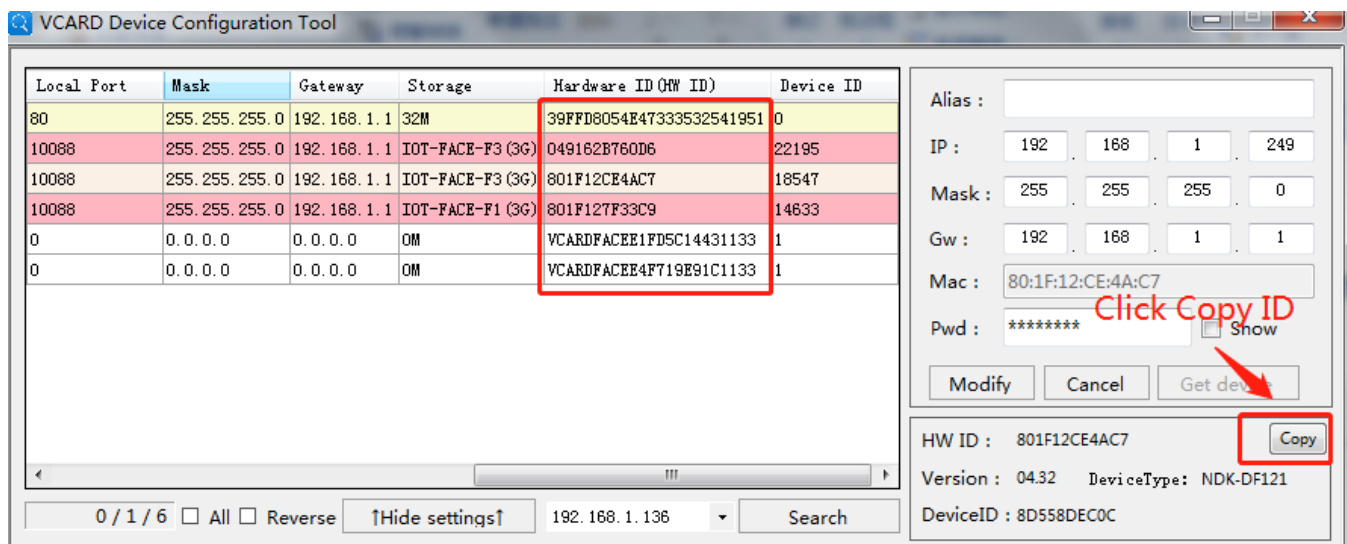 VCARD Device Configuration Tool
Local Port Mask Gateway Storage Hardware ID(HW ID) Device ID
80 255.255.255.0 192.168.1.1 32M 39FFD8054E47333532541951 0
10088 255.255.255.0 192.168.1.1 IOT-FACE-F3(3G) 049162B760D6 22195
10088 255.255.255.0 192.168.1.1 IOT-FACE-F3(3G) 801F12CE4AC7 18547
10088 255.255.255.0 192.168.1.1 IOT-FACE-F1(3G) 801F127F33C9 14633
0 0.0.0.0 0.0.0.0 0M VCARDFACEE1FD5C14431133 1
0 0.0.0.0 0.0.0.0 0M VCARDFACEE4F719E91C1133 1
0 / 1 / 6 All Reverse ↑Hide settings↑ 192.168.1.136 Search
Alias :
IP : 192 . 168 . 1 . 249
Mask : 255 . 255 . 255 . 0
Gw : 192 . 168 . 1 . 1
Mac : 80:1F:12:CE:4A:C7
Click Copy ID
Pwd : ******** Show
Modify Cancel Get device
HW ID : 801F12CE4AC7 Copy
Version : 04.32 DeviceType: NDK-DF121
DeviceID : 8D558DEC0C